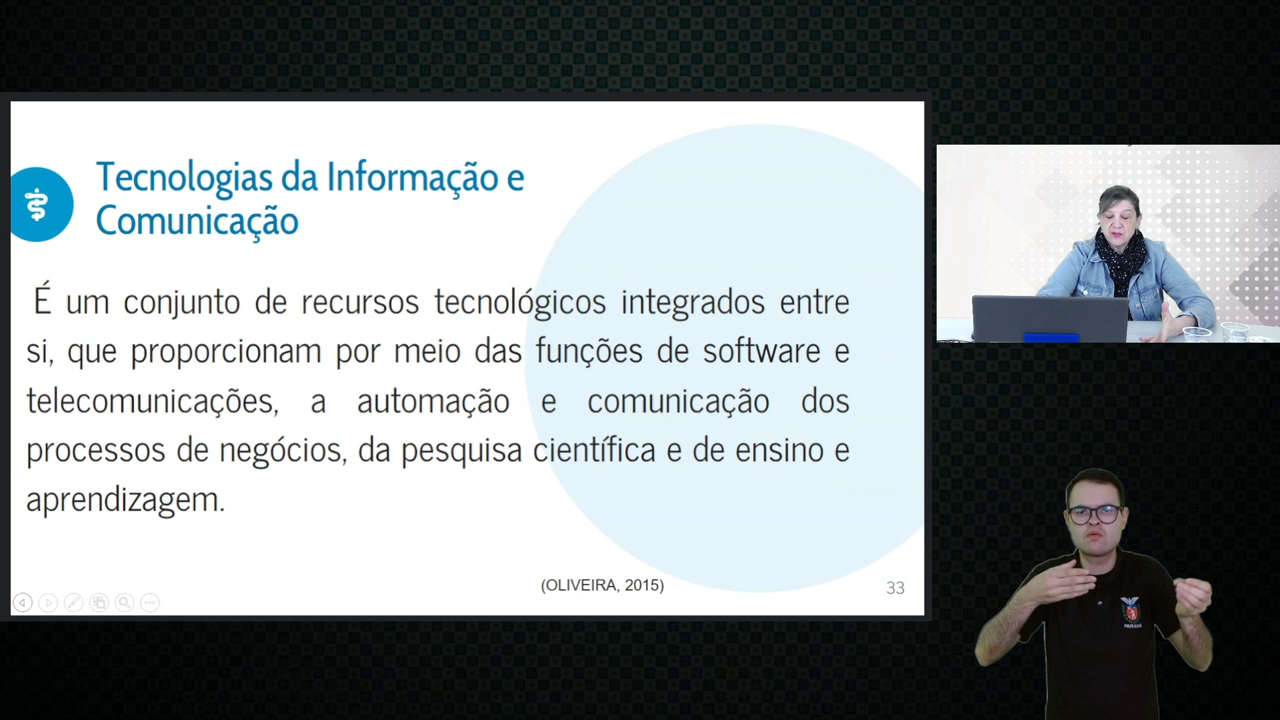 Tecnologias da Informação e
Comunicação
É um conjunto de recursos tecnológicos integrados entre
si, que proporcionam por meio das funções de software e
telecomunicações, a automação e comunicação dos
processos de negócios, da pesquisa científica e de ensino e
aprendizagem.
(OLIVEIRA, 2015)
33
PARANÁ